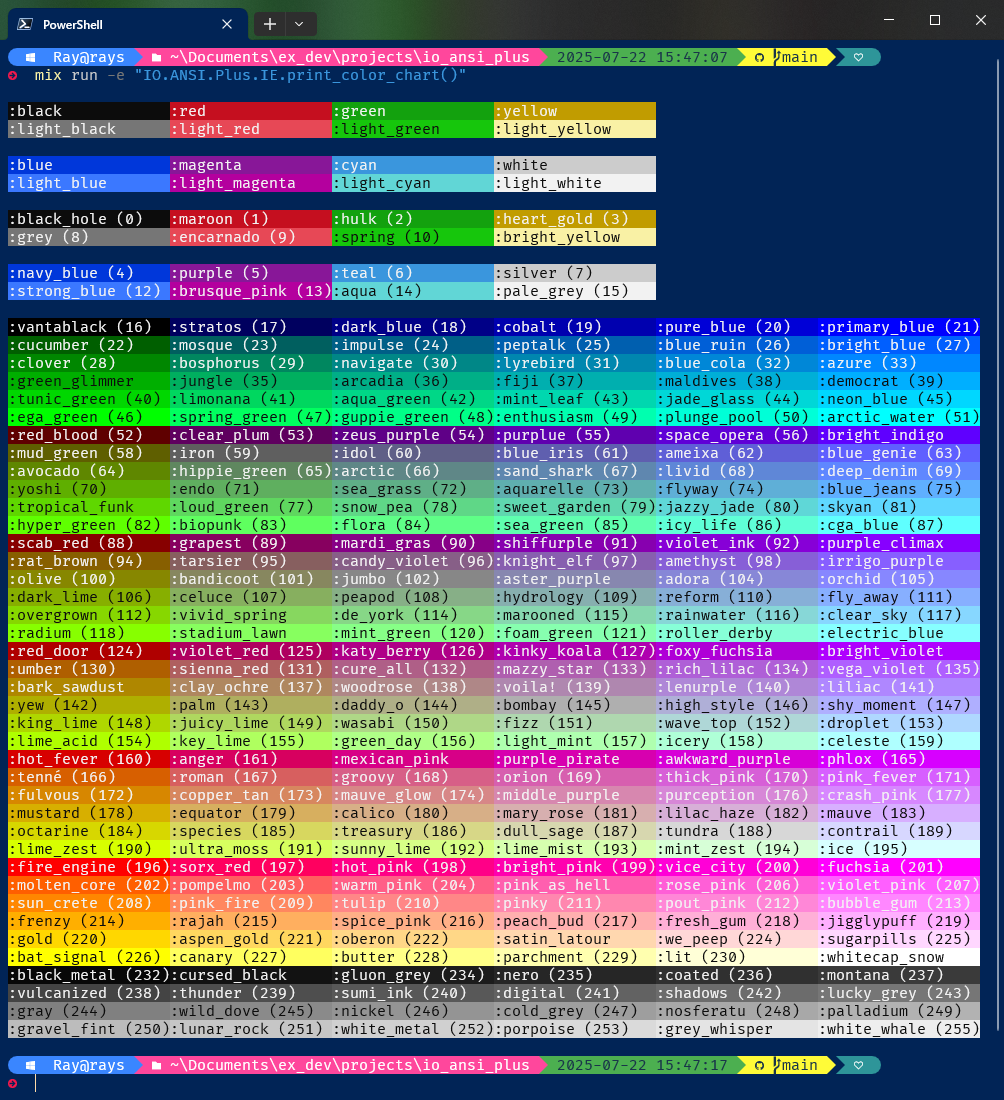 PowerShell
Ray@rays ~\Documents\ex_dev\projects\io_ansi_plus 2025-07-22 15:47:07 main
mix run -e "IO.ANSI.Plus.IE.print_color_chart()"
:black :red :green :yellow
:light_black :light_red :light_green :light_yellow
:blue :magenta :cyan :white
:light_blue :light_magenta :light_cyan :light_white
:black_hole (0) :maroon (1) :hulk (2) :heart_gold (3)
:grey (8) :encarnado (9) :spring (10) :bright_yellow
:navy_blue (4) :purple (5) :teal (6) :silver (7)
:strong_blue (12) :brusque_pink (13) :aqua (14) :pale_grey (15)
:vantablack (16) :stratos (17) :dark_blue (18) :cobalt (19) :pure_blue (20) :primary_blue (21)
:cucumber (22) :mosque (23) :impulse (24) :peptalk (25) :blue_ruin (26) :bright_blue (27)
:clover (28) :bosphorus (29) :navigate (30) :lyrebird (31) :blue_cola (32) :azure (33)
:green_glimmer :jungle (35) :arcadia (36) :fiji (37) :maldives (38) :democrat (39)
:tunic_green (40) :limonana (41) :aqua_green (42) :mint_leaf (43) :jade_glass (44) :neon_blue (45)
:ega_green (46) :spring_green (47) :guppie_green (48) :enthusiasm (49) :plunge_pool (50) :arctic_water (51)
:red_blood (52) :clear_plum (53) :zeus_purple (54) :purplue (55) :space_opera (56) :bright_indigo
:mud_green (58) :iron (59) :idol (60) :blue_iris (61) :ameixa (62) :blue_genie (63)
:avocado (64) :hippie_green (65) :arctic (66) :sand_shark (67) :livid (68) :deep_denim (69)
:yoshi (70) :endo (71) :sea_grass (72) :aquarelle (73) :flyway (74) :blue_jeans (75)
:tropical_funk :loud_green (77) :snow_pea (78) :sweet_garden (79) :jazzy_jade (80) :skyan (81)
:hyper_green (82) :biopunk (83) :flora (84) :sea_green (85) :icy_life (86) :cga_blue (87)
:scab_red (88) :grapest (89) :mardi_gras (90) :shiffurple (91) :violet_ink (92) :purple_climax
:rat_brown (94) :tarsier (95) :candy_violet (96) :knight_elf (97) :amethyst (98) :irrigo_purple
:olive (100) :bandicoot (101) :jumbo (102) :aster_purple :adora (104) :orchid (105)
:dark_lime (106) :celuce (107) :peapod (108) :hydrology (109) :reform (110) :fly_away (111)
:overgrown (112) :vivid_spring :de_york (114) :marooned (115) :rainwater (116) :clear_sky (117)
:radium (118) :stadium_lawn :mint_green (120) :foam_green (121) :roller_derby :electric_blue
:red_door (124) :violet_red (125) :katy_berry (126) :kinky_koala (127) :foxy_fuchsia :bright_violet
:umber (130) :sienna_red (131) :cure_all (132) :mazzy_star (133) :rich_lilac (134) :vega_violet (135)
:bark_sawdust :clay_ochre (137) :woodrose (138) :voila! (139) :lenurple (140) :liliac (141)
:yew (142) :palm (143) :daddy_o (144) :bombay (145) :high_style (146) :shy_moment (147)
:king_lime (148) :juicy_lime (149) :wasabi (150) :fizz (151) :wave_top (152) :droplet (153)
:lime_acid (154) :key_lime (155) :green_day (156) :light_mint (157) :icery (158) :celeste (159)
:hot_fever (160) :anger (161) :mexican_pink :purple_pirate :awkward_purple :phlox (165)
:tenné (166) :roman (167) :groovy (168) :orion (169) :thick_pink (170) :pink_fever (171)
:fulvous (172) :copper_tan (173) :mauve_glow (174) :middle_purple :purception (176) :crash_pink (177)
:mustard (178) :equator (179) :calico (180) :mary_rose (181) :lilac_haze (182) :mauve (183)
:octarine (184) :species (185) :treasury (186) :dull_sage (187) :tundra (188) :contrail (189)
:lime_zest (190) :ultra_moss (191) :sunny_lime (192) :lime_mist (193) :mint_zest (194) :ice (195)
:fire_engine (196) :sorx_red (197) :hot_pink (198) :bright_pink (199) :vice_city (200) :fuchsia (201)
:molten_core (202) :pompelmo (203) :warm_pink (204) :pink_as_hell :rose_pink (206) :violet_pink (207)
:sun_crete (208) :pink_fire (209) :tulip (210) :pinky (211) :pout_pink (212) :bubble_gum (213)
:frenzy (214) :rajah (215) :spice_pink (216) :peach_bud (217) :fresh_gum (218) :jigglypuff (219)
:gold (220) :aspen_gold (221) :oberon (222) :satin_latour :we_peep (224) :sugarpills (225)
:bat_signal (226) :canary (227) :butter (228) :parchment (229) :lit (230) :whitecap_snow
:black_metal (232) :cursed_black :gluon_grey (234) :nero (235) :coated (236) :montana (237)
:vulcanized (238) :thunder (239) :sumi_ink (240) :digital (241) :shadows (242) :lucky_grey (243)
:gray (244) :wild_dove (245) :nickel (246) :cold_grey (247) :nosferatu (248) :palladium (249)
:gravel_fint (250) :lunar_rock (251) :white_metal (252) :porpoise (253) :grey_whisper :white_whale (255)
Ray@rays ~\Documents\ex_dev\projects\io_ansi_plus 2025-07-22 15:47:17 main